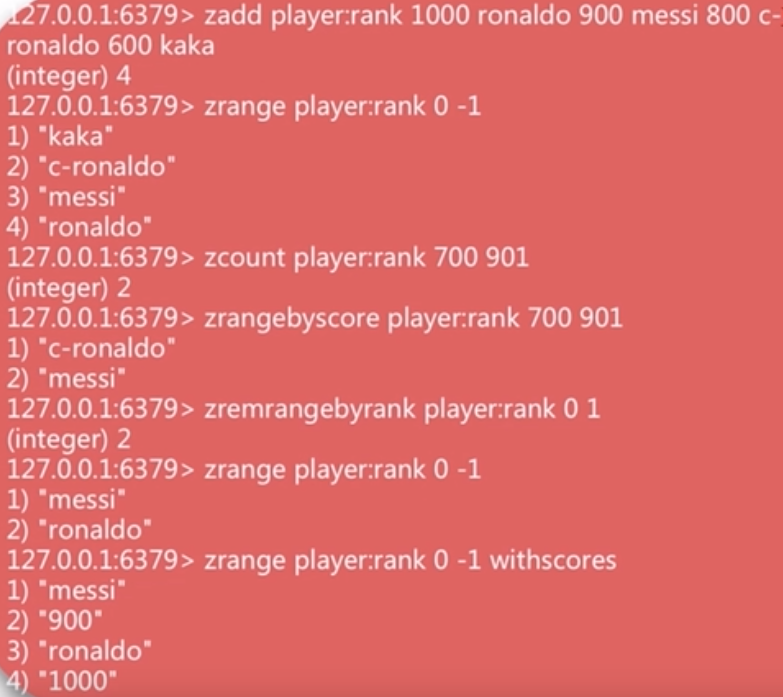 127.0.0.1:6379> zadd player:rank 1000 ronaldo 900 messi 800 c-
ronaldo 600 kaka
(integer) 4
127.0.0.1:6379> zrange player:rank 0 -1
1) "kaka"
2) "c-ronaldo"
3) "messi"
4) "ronaldo"
127.0.0.1:6379> zcount player:rank 700 901
(integer) 2
127.0.0.1:6379> zrangebyscore player:rank 700 901
1) "c-ronaldo"
2) "messi"
127.0.0.1:6379> zremrangebyrank player:rank 0 1
(integer) 2
127.0.0.1:6379> zrange player:rank 0 -1
1) "messi"
2) "ronaldo"
127.0.0.1:6379> zrange player:rank 0 -1 withscores
1) "messi"
2) "900"
3) "ronaldo"
4) "1000"